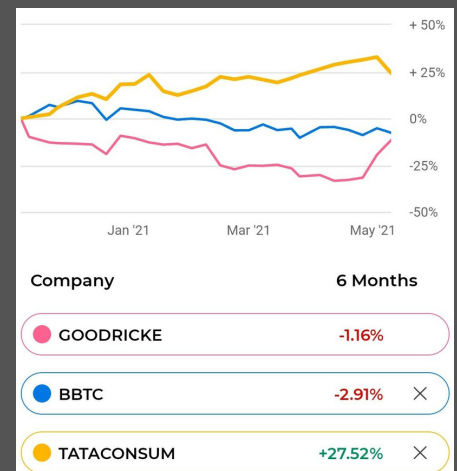 + 50%
+ 25%
0%
-25%
-50%
Jan '21 Mar '21 May '21
Company 6 Months
GOODRICKE -1.16%
BBTC -2.91%
TATACONSUM +27.52%